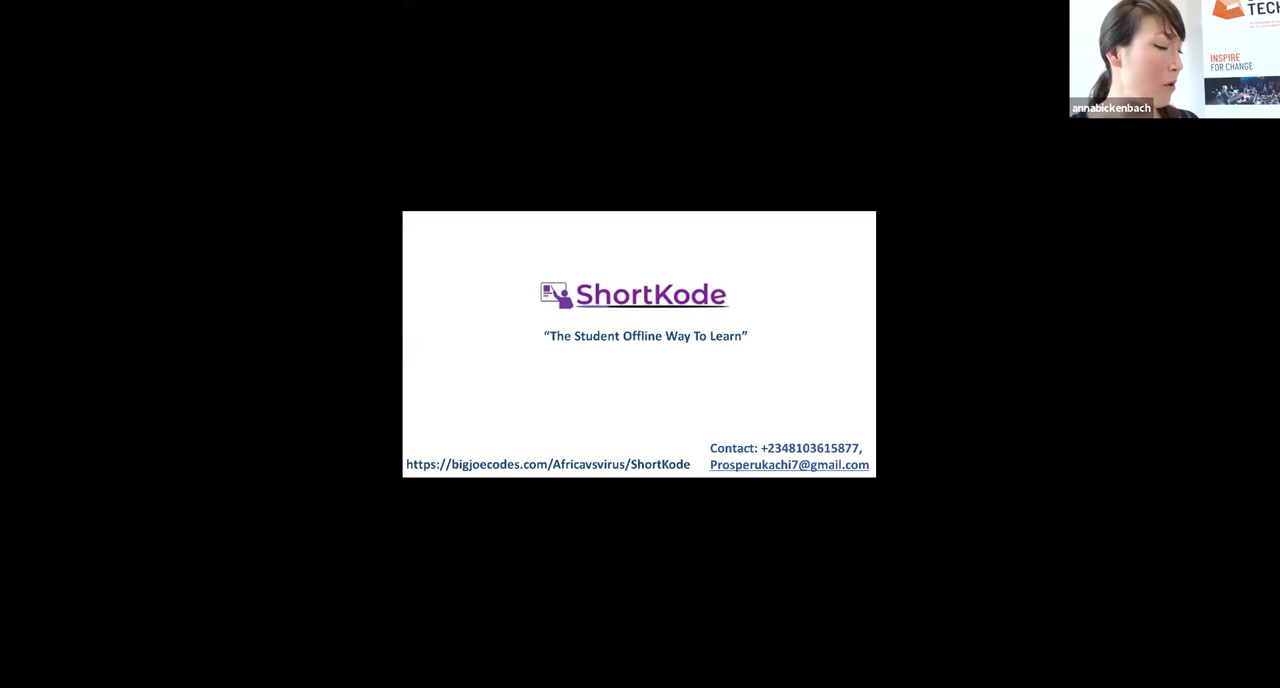 TECH
INSPIRE
FOR CHANGE
annabickenbach
ShortKode
“The Student Offline Way To Learn”
Contact: +2348103615877,
https://bigjoecodes.com/Africavsvirus/ShortKode
Prosperukachi7@gmail.com